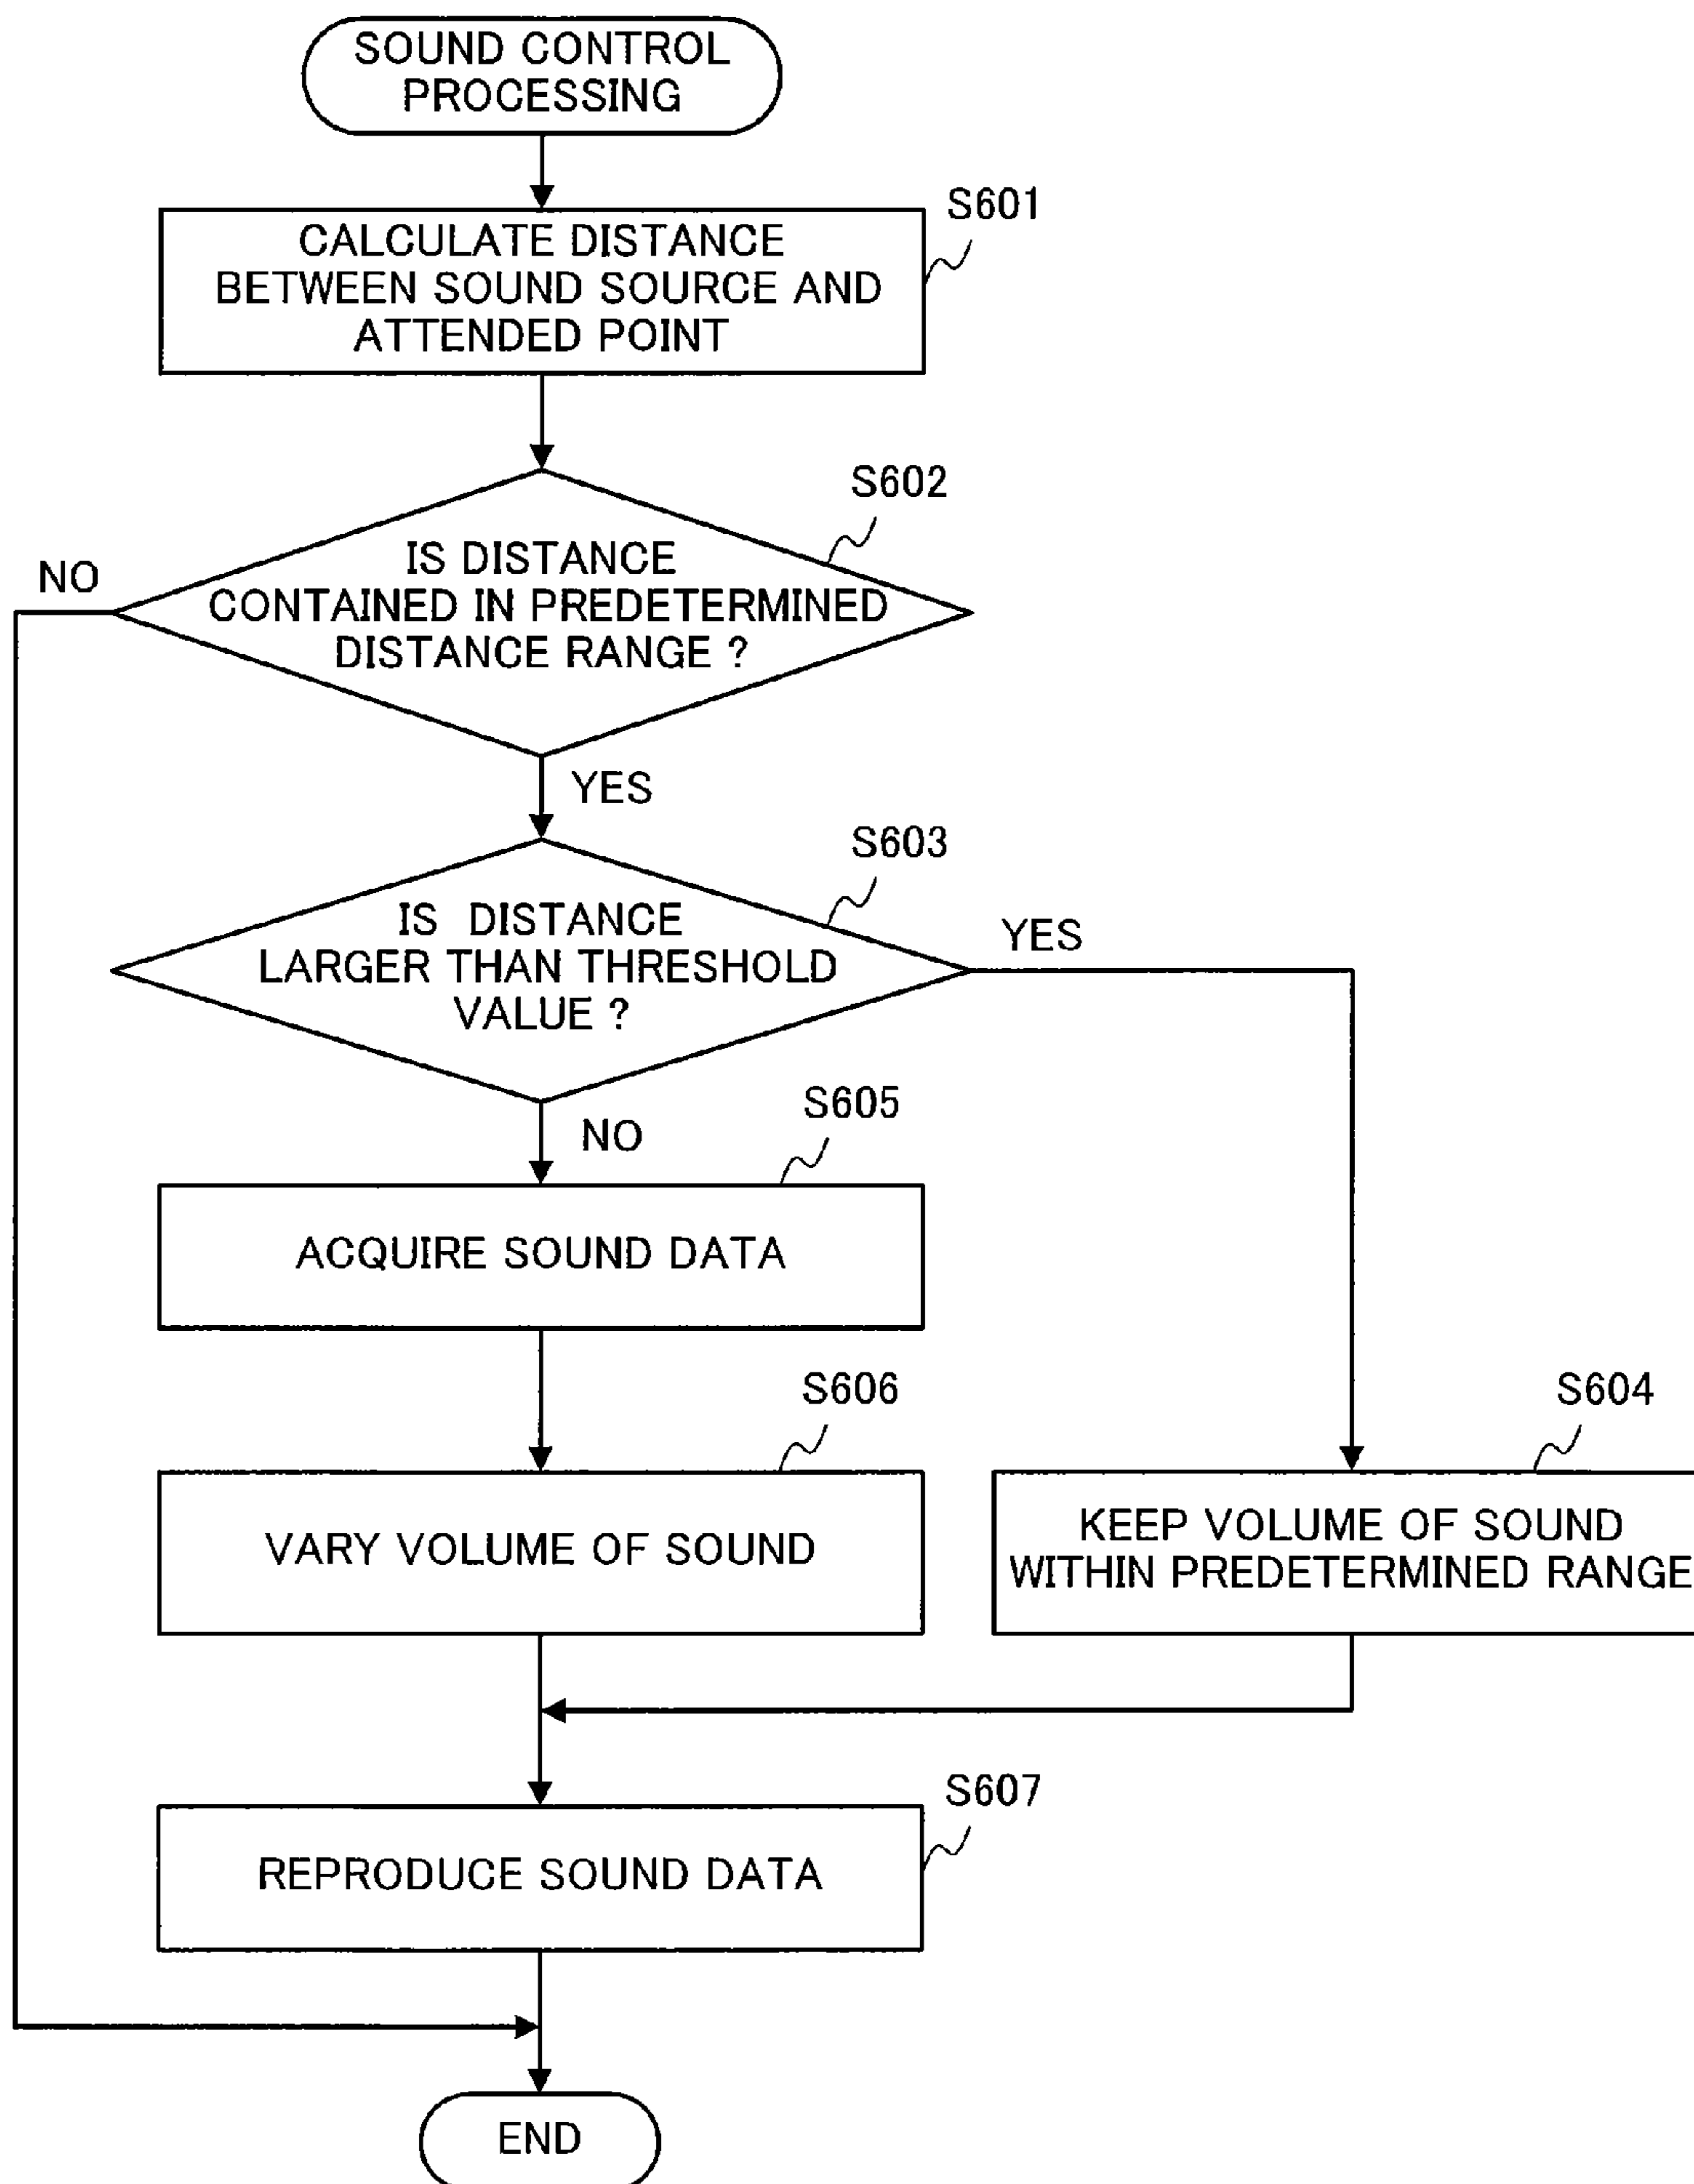 SOUND CONTROL
PROCESSING
S601
CALCULATE DISTANCE
BETWEEN SOUND SOURCE AND
ATTENDED POINT
S602
IS DISTANCE
CONTAINED IN PREDETERMINED
DISTANCE RANGE ?
NO
YES
S603
IS DISTANCE
LARGER THAN THRESHOLD
VALUE ?
YES
NO
S605
ACQUIRE SOUND DATA
S606
VARY VOLUME OF SOUND
S604
KEEP VOLUME OF SOUND
WITHIN PREDETERMINED RANGE
S607
REPRODUCE SOUND DATA
END